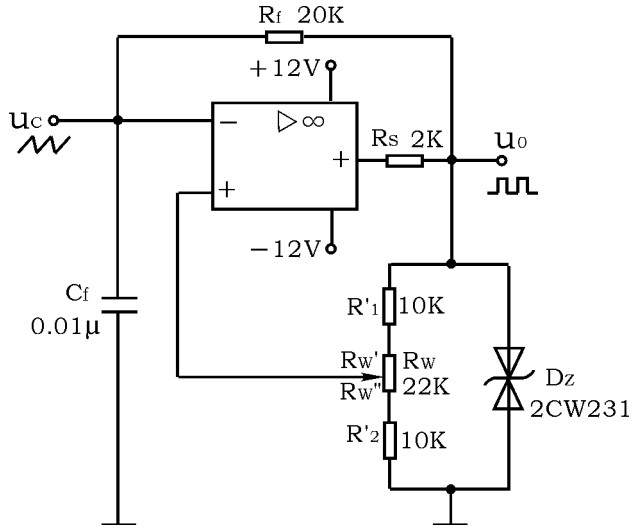 Rf 20K
+12V
uc
− ▷∞
Rs 2K
uo
+
+
−12V
Cf
0.01μ
R'1 10K
Rw' Rw
Rw" 22K
Dz
2CW231
R'2 10K